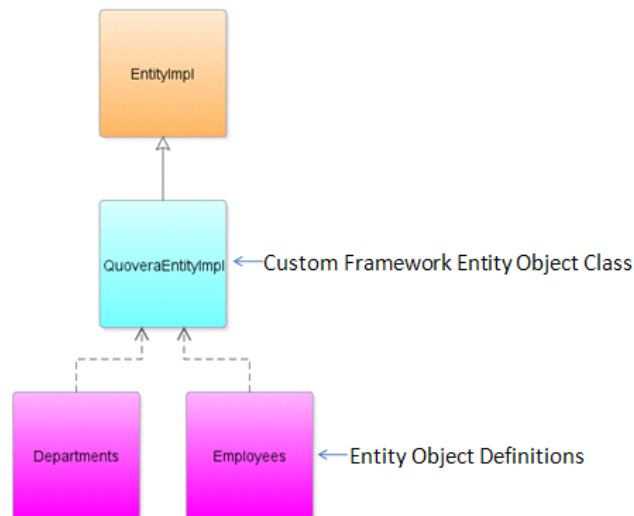 EntityImpl
QuoveraEntityImpl
Custom Framework Entity Object Class
Departments
Employees
Entity Object Definitions